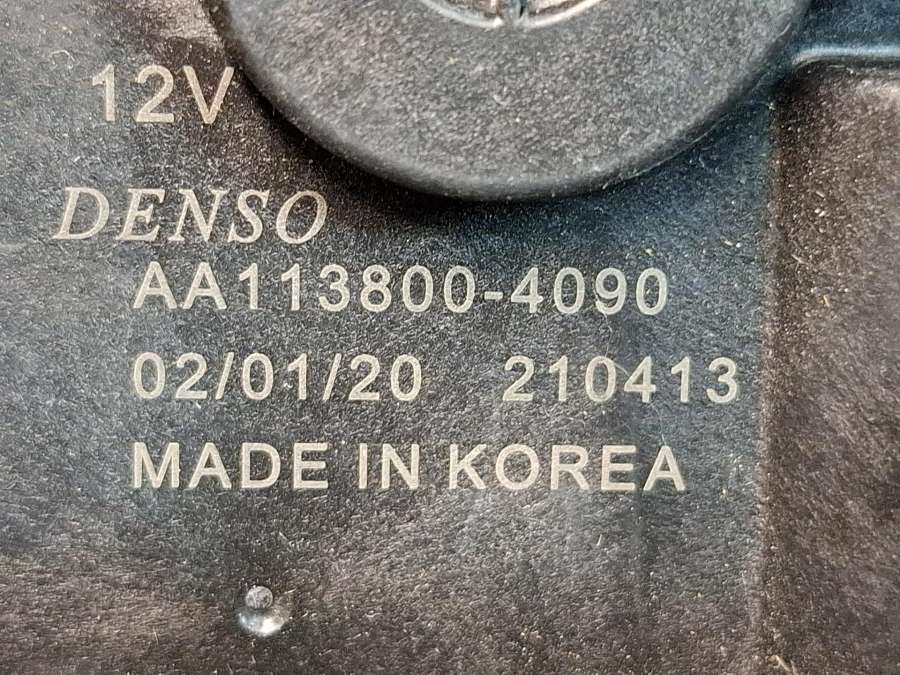 12V
DENSO
AA113800-4090
02/01/20 210413
MADE IN KOREA